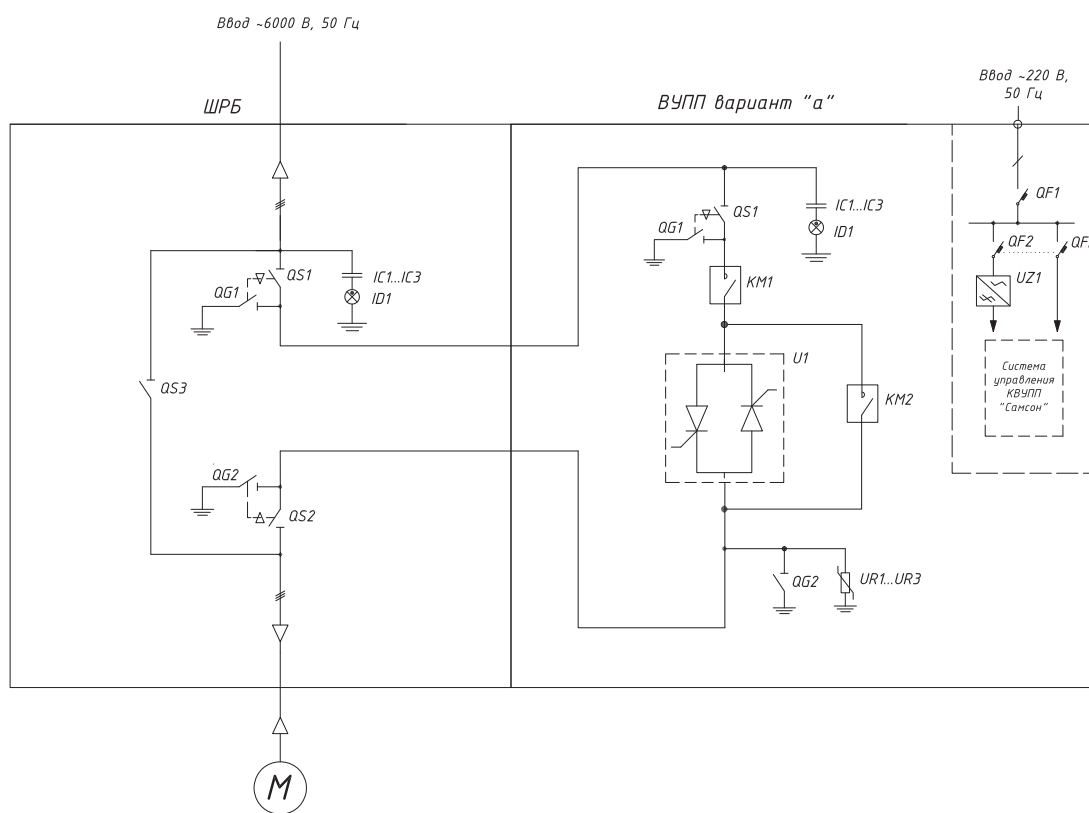 Ввод ~6000 В, 50 Гц
ШРБ
ВУПП вариант "а"
Ввод ~220 В,
50 Гц
QS1
QG1
IC1...IC3
ID1
QS3
QG2
QS2
M
QS1
QG1
IC1...IC3
ID1
KM1
U1
KM2
QG2
UR1...UR3
QF1
QF2
UZ1
Система
управления
КВУПП
"Самсон"